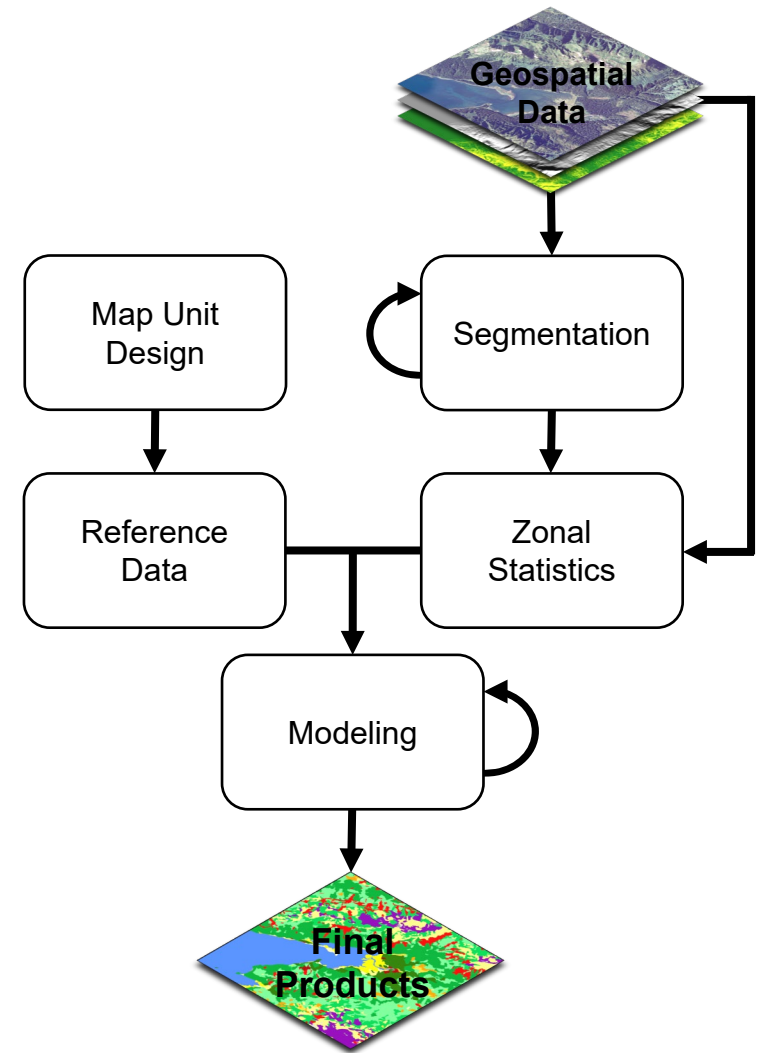 Geospatial
Data
Map Unit
Design
Segmentation
Reference
Data
Zonal
Statistics
Modeling
Final
Products